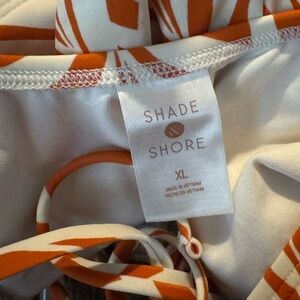 SHADE
&
SHORE
XL
MADE IN VIETNAM
HECHO EN VIETNAM